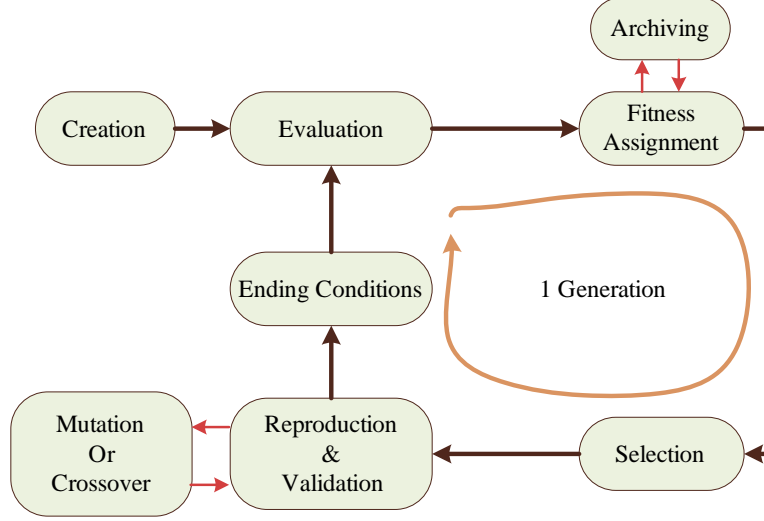 Archiving
Creation
Evaluation
Fitness
Assignment
Ending Conditions
1 Generation
Mutation
Or
Crossover
Reproduction
&
Validation
Selection